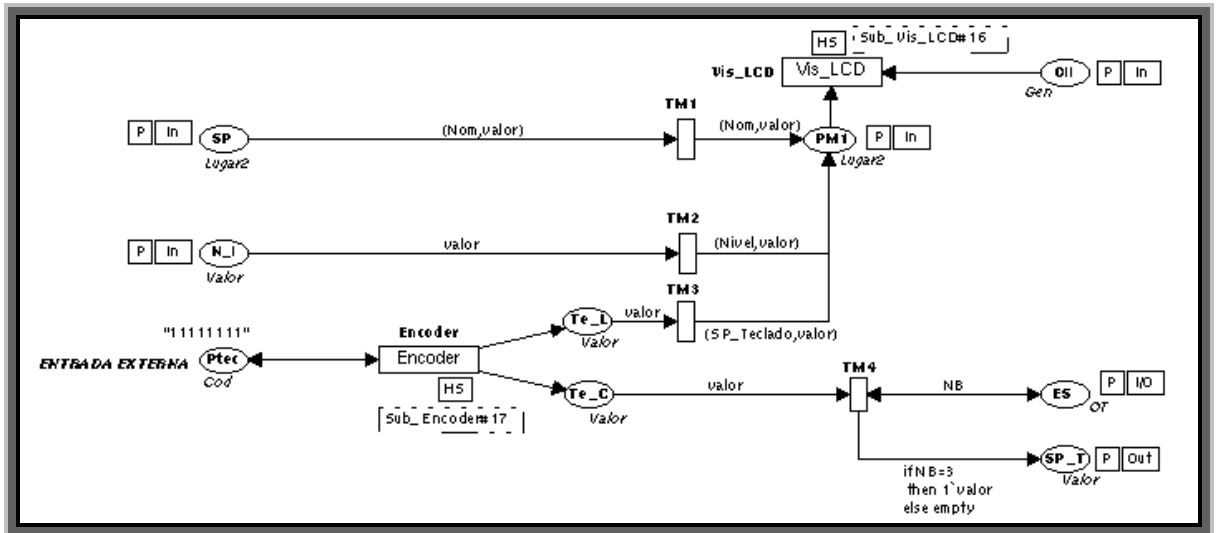 HS Sub_Vis_LCD#16
Vis_LCD Vis_LCD OII P In
Gen
TM1
P In SP (Nom,valor) (Nom,valor) PM1 P In
Lugar2 Lugar2
TM2
P In N_I valor (Nivel,valor)
Valor
TM3
Te_L valor
"11111111" Encoder Valor (SP_Teclado,valor)
ENTRADA EXTERNA Ptec Encoder
Cod TM4
HS Te_C valor NB ES P I/O
Sub_Encoder#17 Valor OT
SP_T P Out
if NB=3 Valor
then 1`valor
else empty